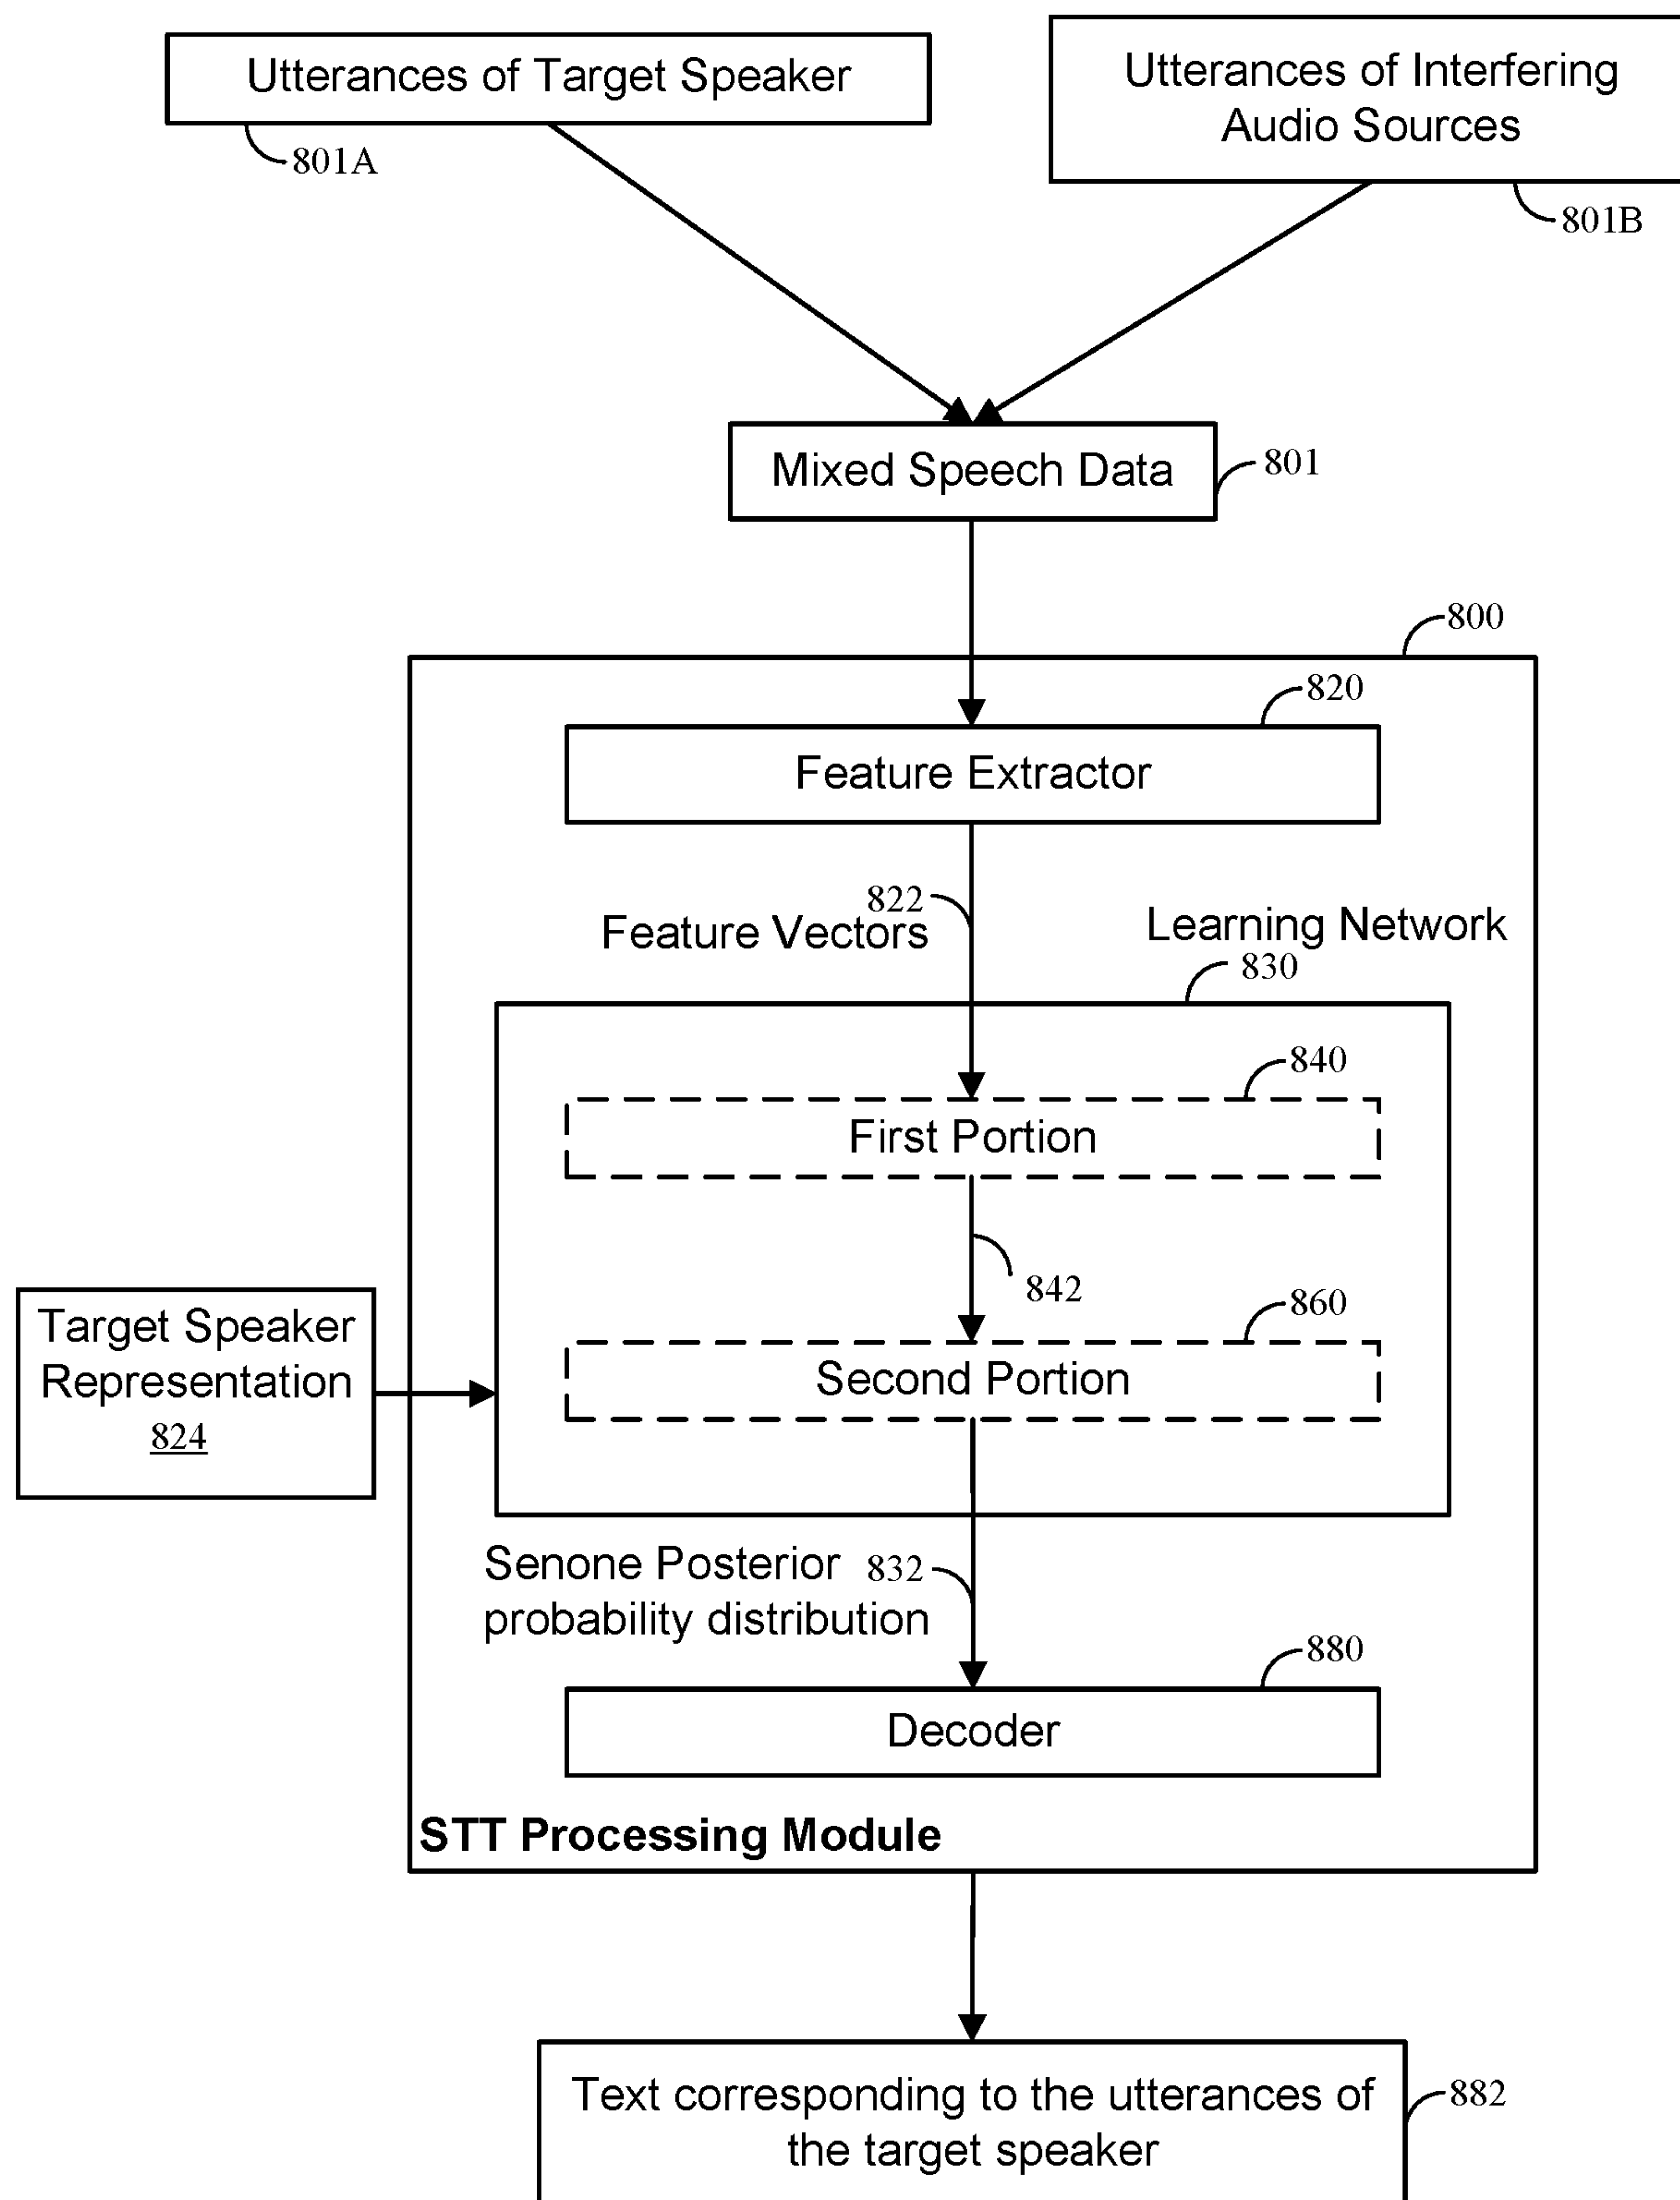 Utterances of Target Speaker
801A
Utterances of Interfering
Audio Sources
801B
Mixed Speech Data
801
800
820
Feature Extractor
822
Feature Vectors
Learning Network
830
840
First Portion
842
860
Second Portion
Target Speaker
Representation
824
Senone Posterior
probability distribution
832
880
Decoder
STT Processing Module
Text corresponding to the utterances of
the target speaker
882